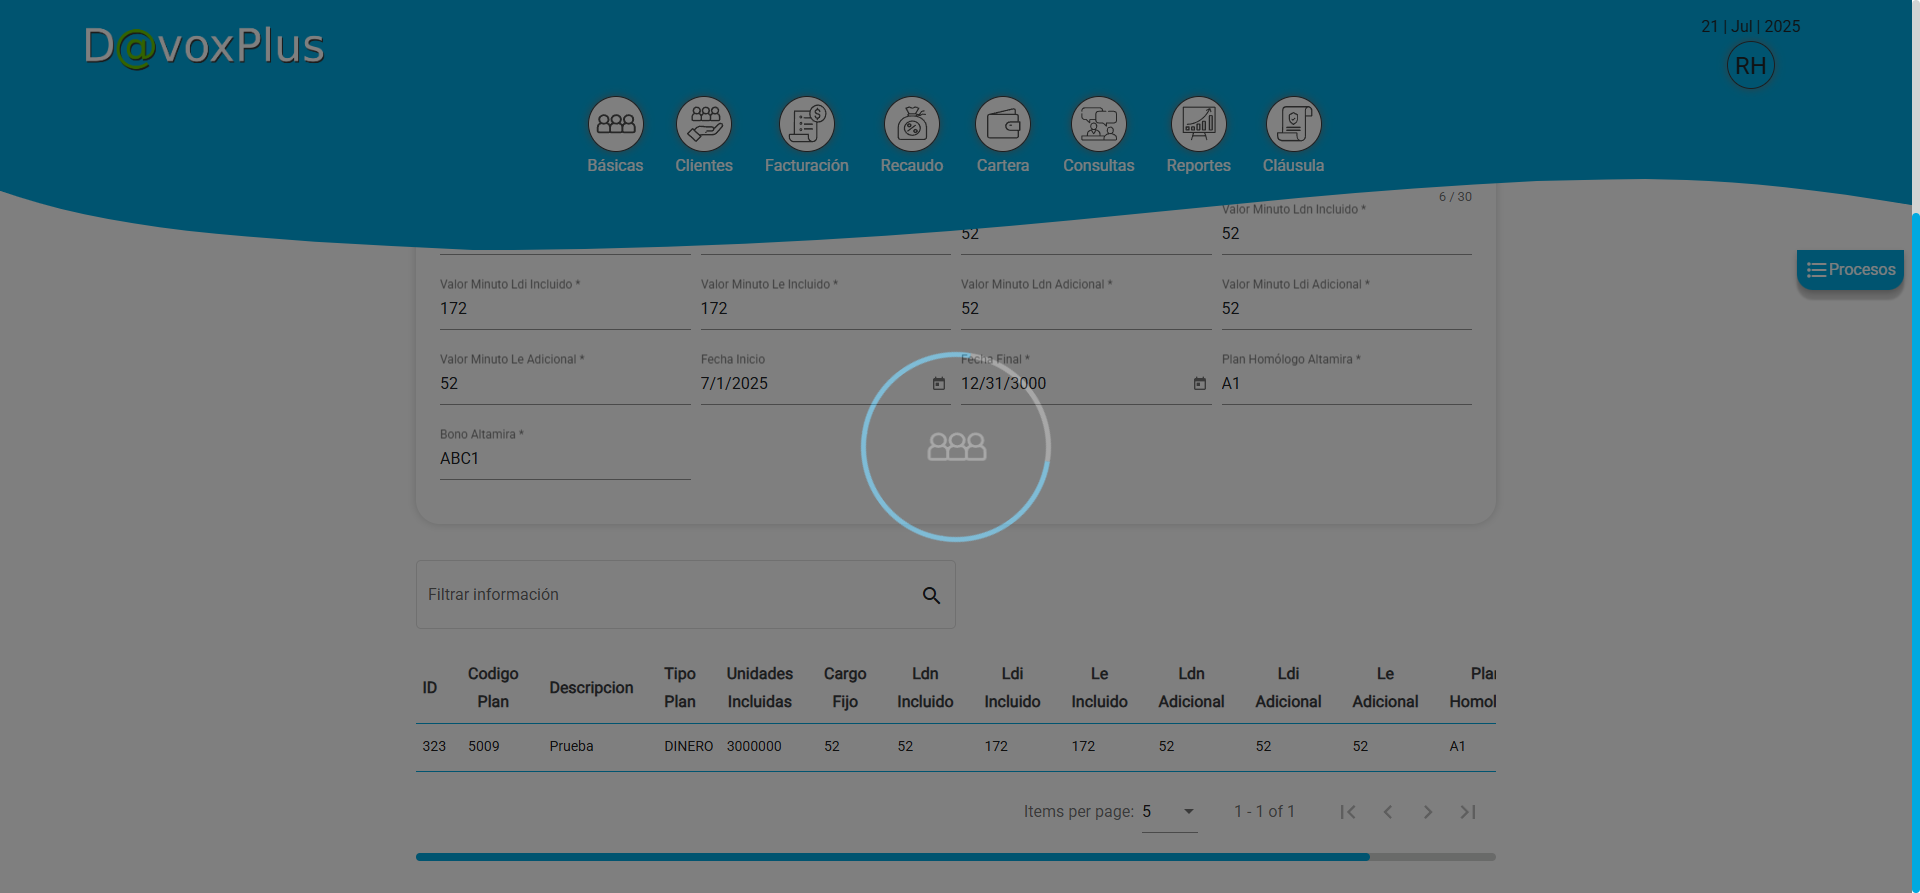 D@voxPlus
21 | Jul | 2025
RH
Básicas Clientes Facturación Recaudo Cartera Consultas Reportes Cláusula
6 / 30
Valor Minuto Ldn Incluido *
52 52
Procesos
Valor Minuto Ldi Incluido * Valor Minuto Le Incluido * Valor Minuto Ldn Adicional * Valor Minuto Ldi Adicional *
172 172 52 52
Valor Minuto Le Adicional * Fecha Inicio Fecha Final * Plan Homólogo Altamira *
52 7/1/2025 12/31/3000 A1
Bono Altamira *
ABC1
Filtrar información
ID Codigo Plan Descripcion Tipo Plan Unidades Incluidas Cargo Fijo Ldn Incluido Ldi Incluido Le Incluido Ldn Adicional Ldi Adicional Le Adicional Plan Homol
323 5009 Prueba DINERO 3000000 52 52 172 172 52 52 52 A1
Items per page: 5 1 - 1 of 1